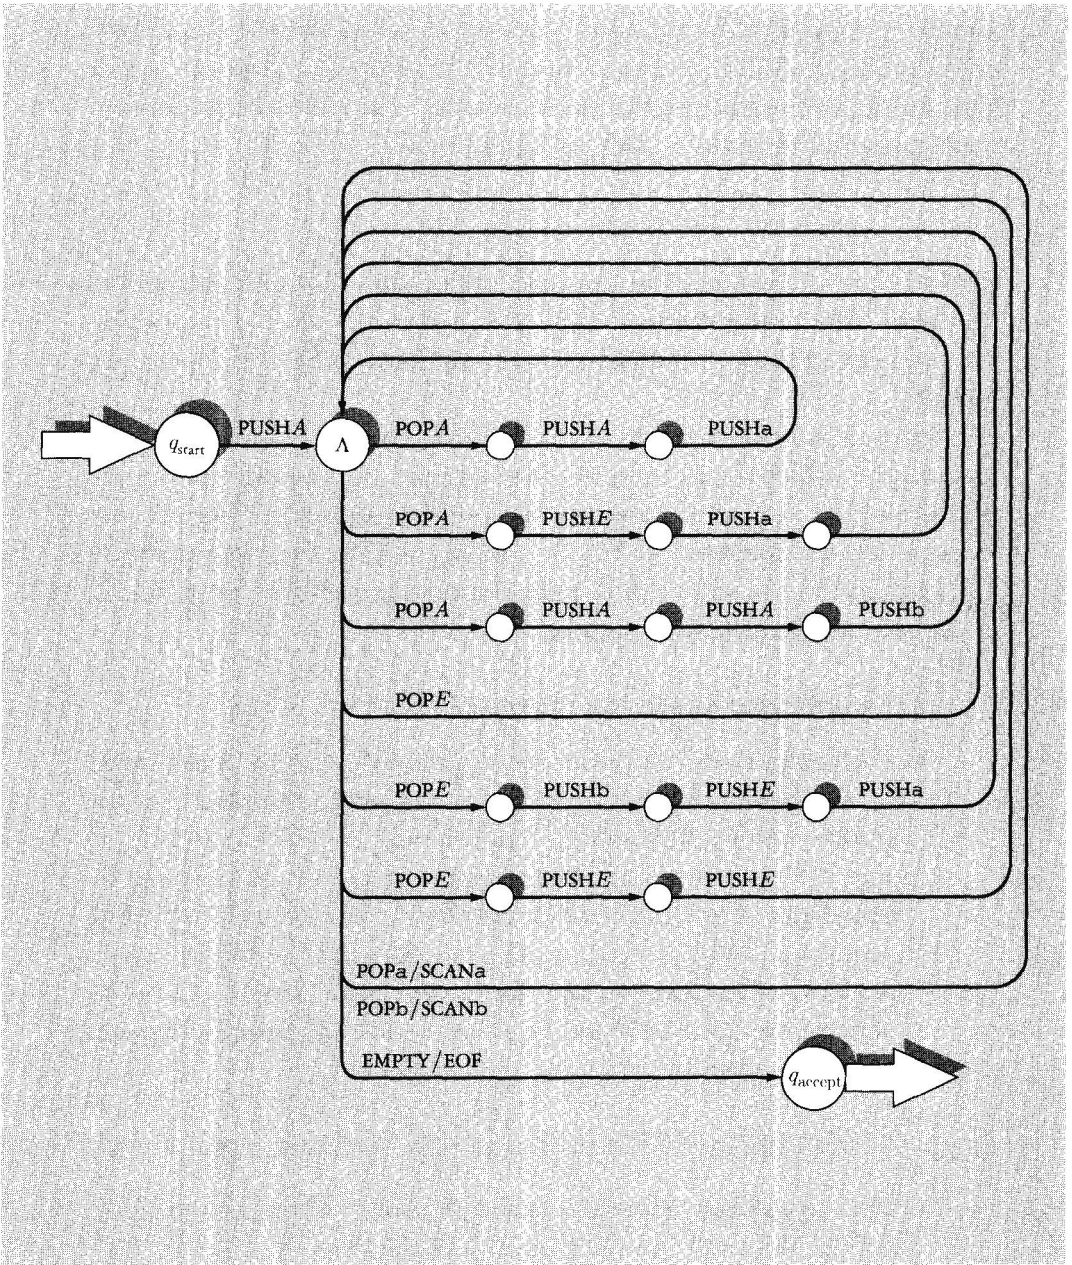 PUSHA POPA PUSHA PUSHa
q_start Λ
POPA PUSHE PUSHa
POPA PUSHA PUSHA PUSHb
POPE
POPE PUSHb PUSHE PUSHa
POPE PUSHE PUSHE
POPa/SCANa
POPb/SCANb
EMPTY/EOF
q_accept